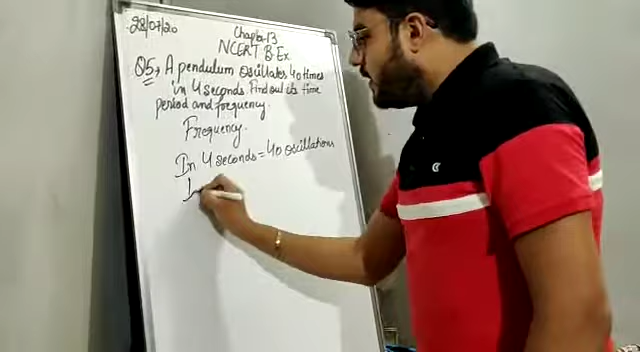 28/07/20
Chapter 13
NCERT B.Ex
Q5, A pendulum oscillates 40 times
in 4 seconds. Find out its time
period and frequency.
Frequency.
In 4 seconds = 40 oscillations
In